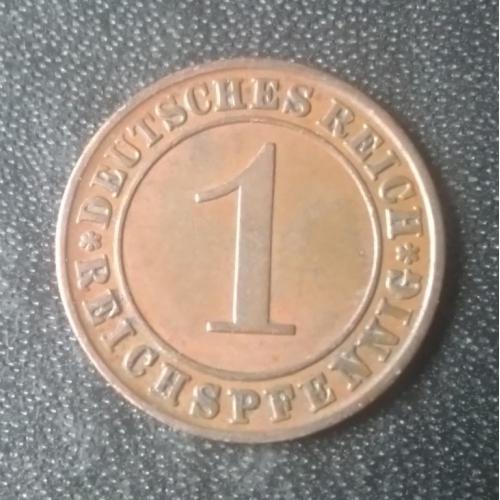 *DEUTSCHES REICH*
REICHSPFENNIG
1